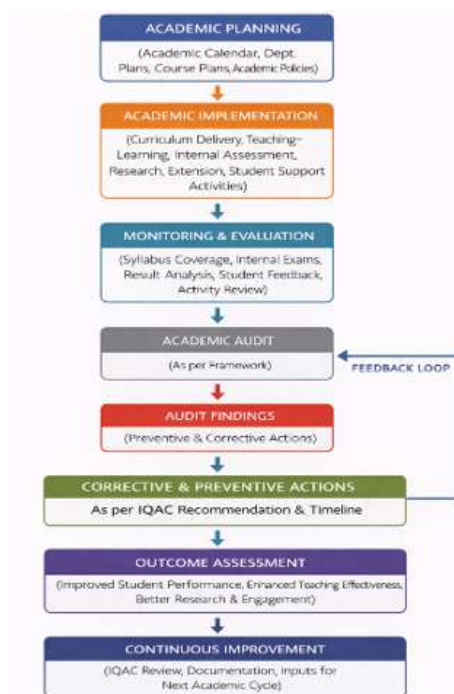 ACADEMIC PLANNING
(Academic Calendar, Dept.
Plans, Course Plans, Academic Policies)
ACADEMIC IMPLEMENTATION
(Curriculum Delivery, Teaching–
Learning, Internal Assessment,
Research, Extension, Student Support
Activities)
MONITORING & EVALUATION
(Syllabus Coverage, Internal Exams,
Result Analysis, Student Feedback,
Activity Review)
ACADEMIC AUDIT
(As per Framework)
FEEDBACK LOOP
AUDIT FINDINGS
(Preventive & Corrective Actions)
CORRECTIVE & PREVENTIVE ACTIONS
As per IQAC Recommendation & Timeline
OUTCOME ASSESSMENT
(Improved Student Performance, Enhanced Teaching Effectiveness,
Better Research & Engagement)
CONTINUOUS IMPROVEMENT
(IQAC Review, Documentation, Inputs for
Next Academic Cycle)